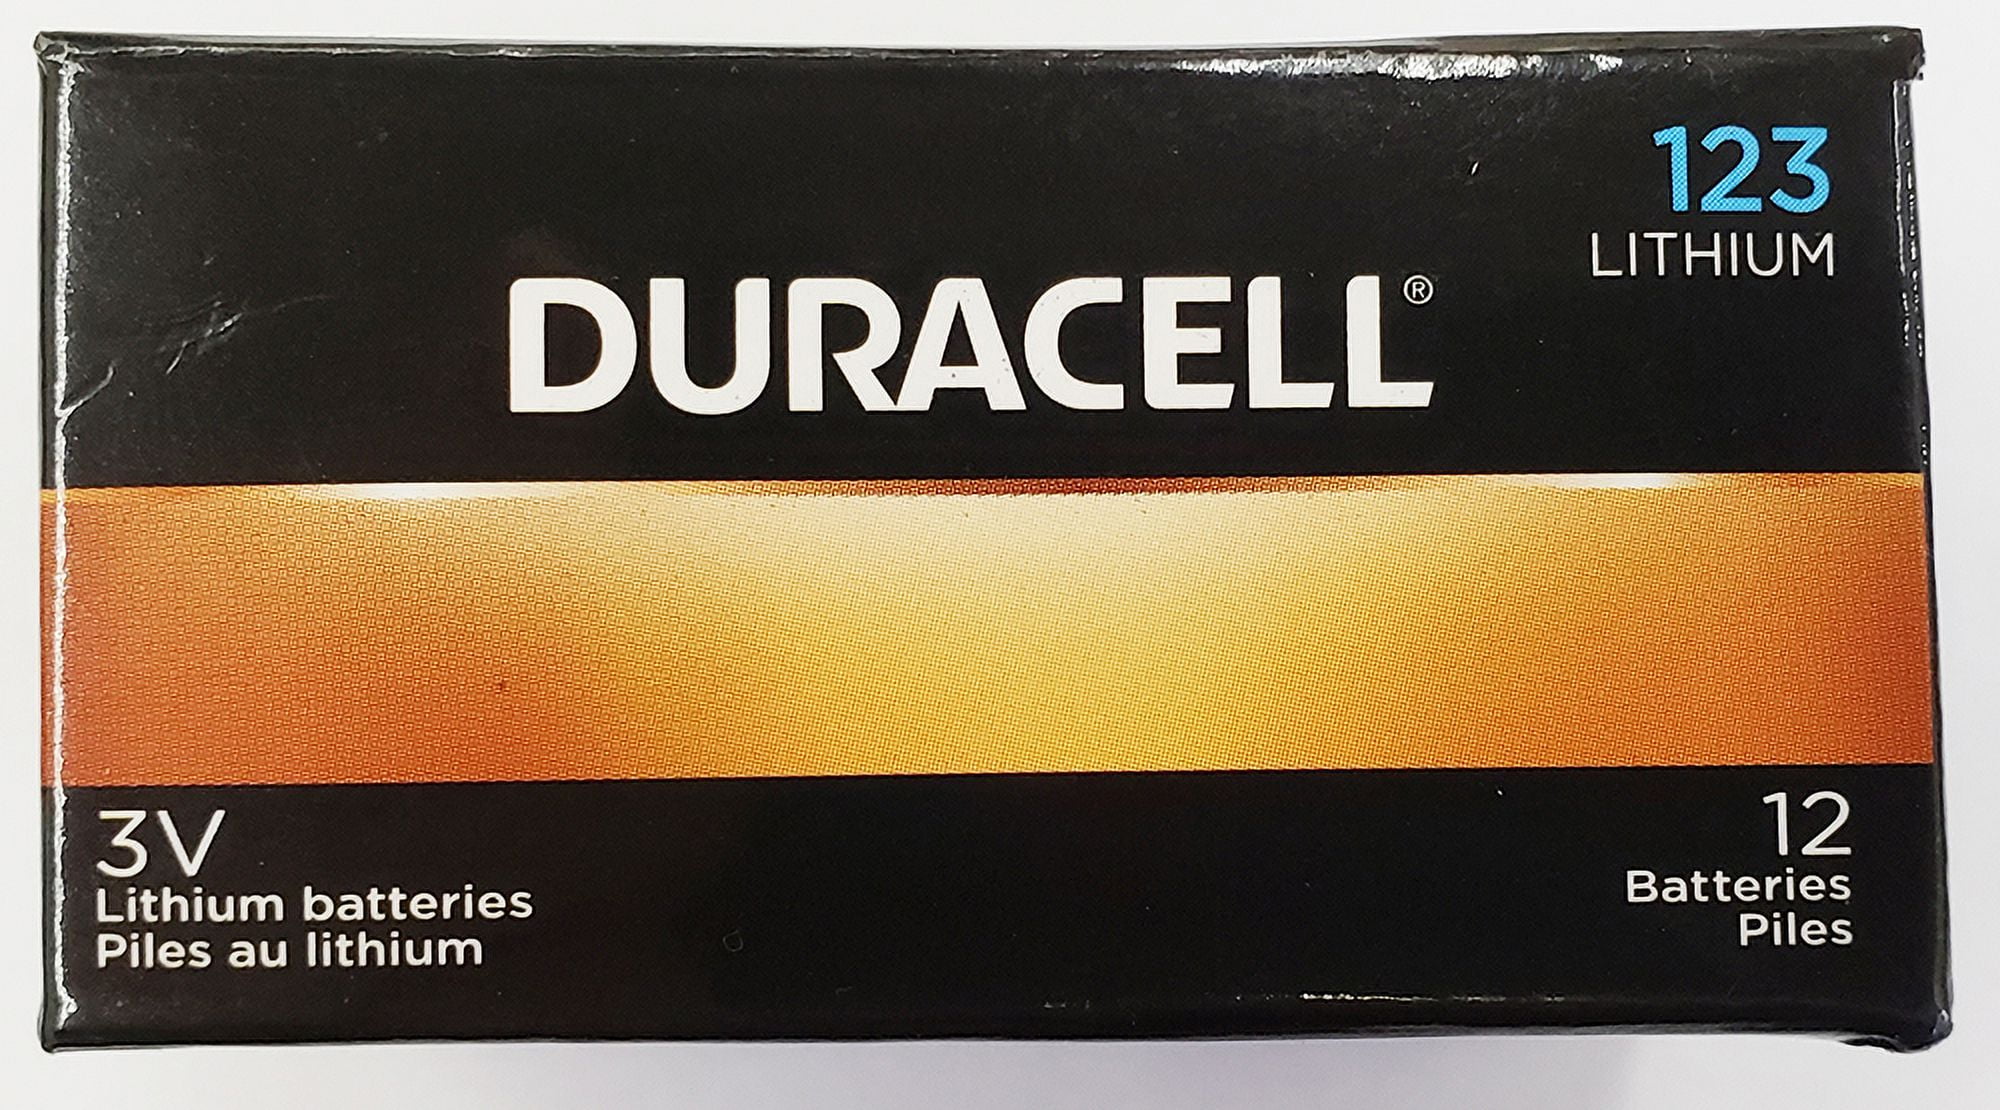 123
LITHIUM
DURACELL®
3V
Lithium batteries
Piles au lithium
12
Batteries
Piles